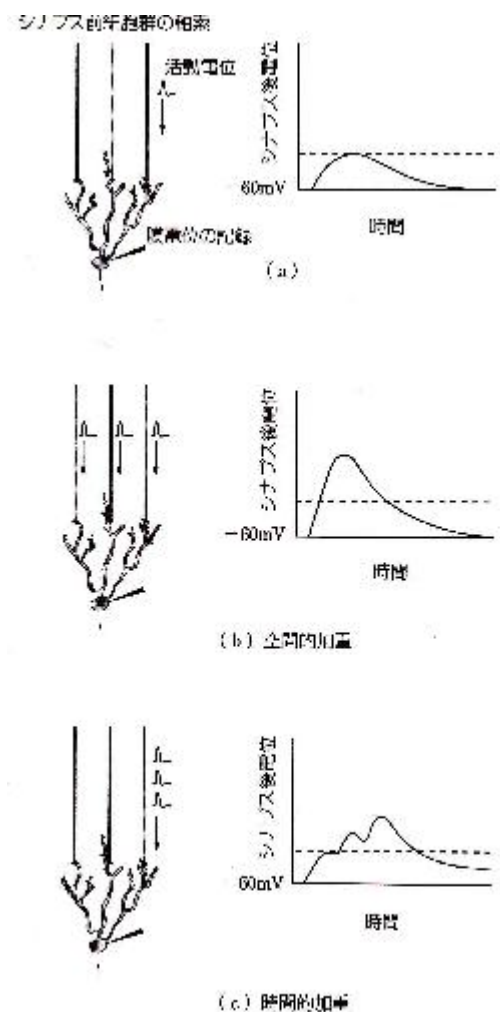 シナプス前細胞群の軸索
活動電位
膜電位の記録
シナプス後電位
-60mV
時間
(a)
シナプス後電位
-60mV
時間
(b) 空間的加重
シナプス後電位
60mV
時間
(c) 時間的加重